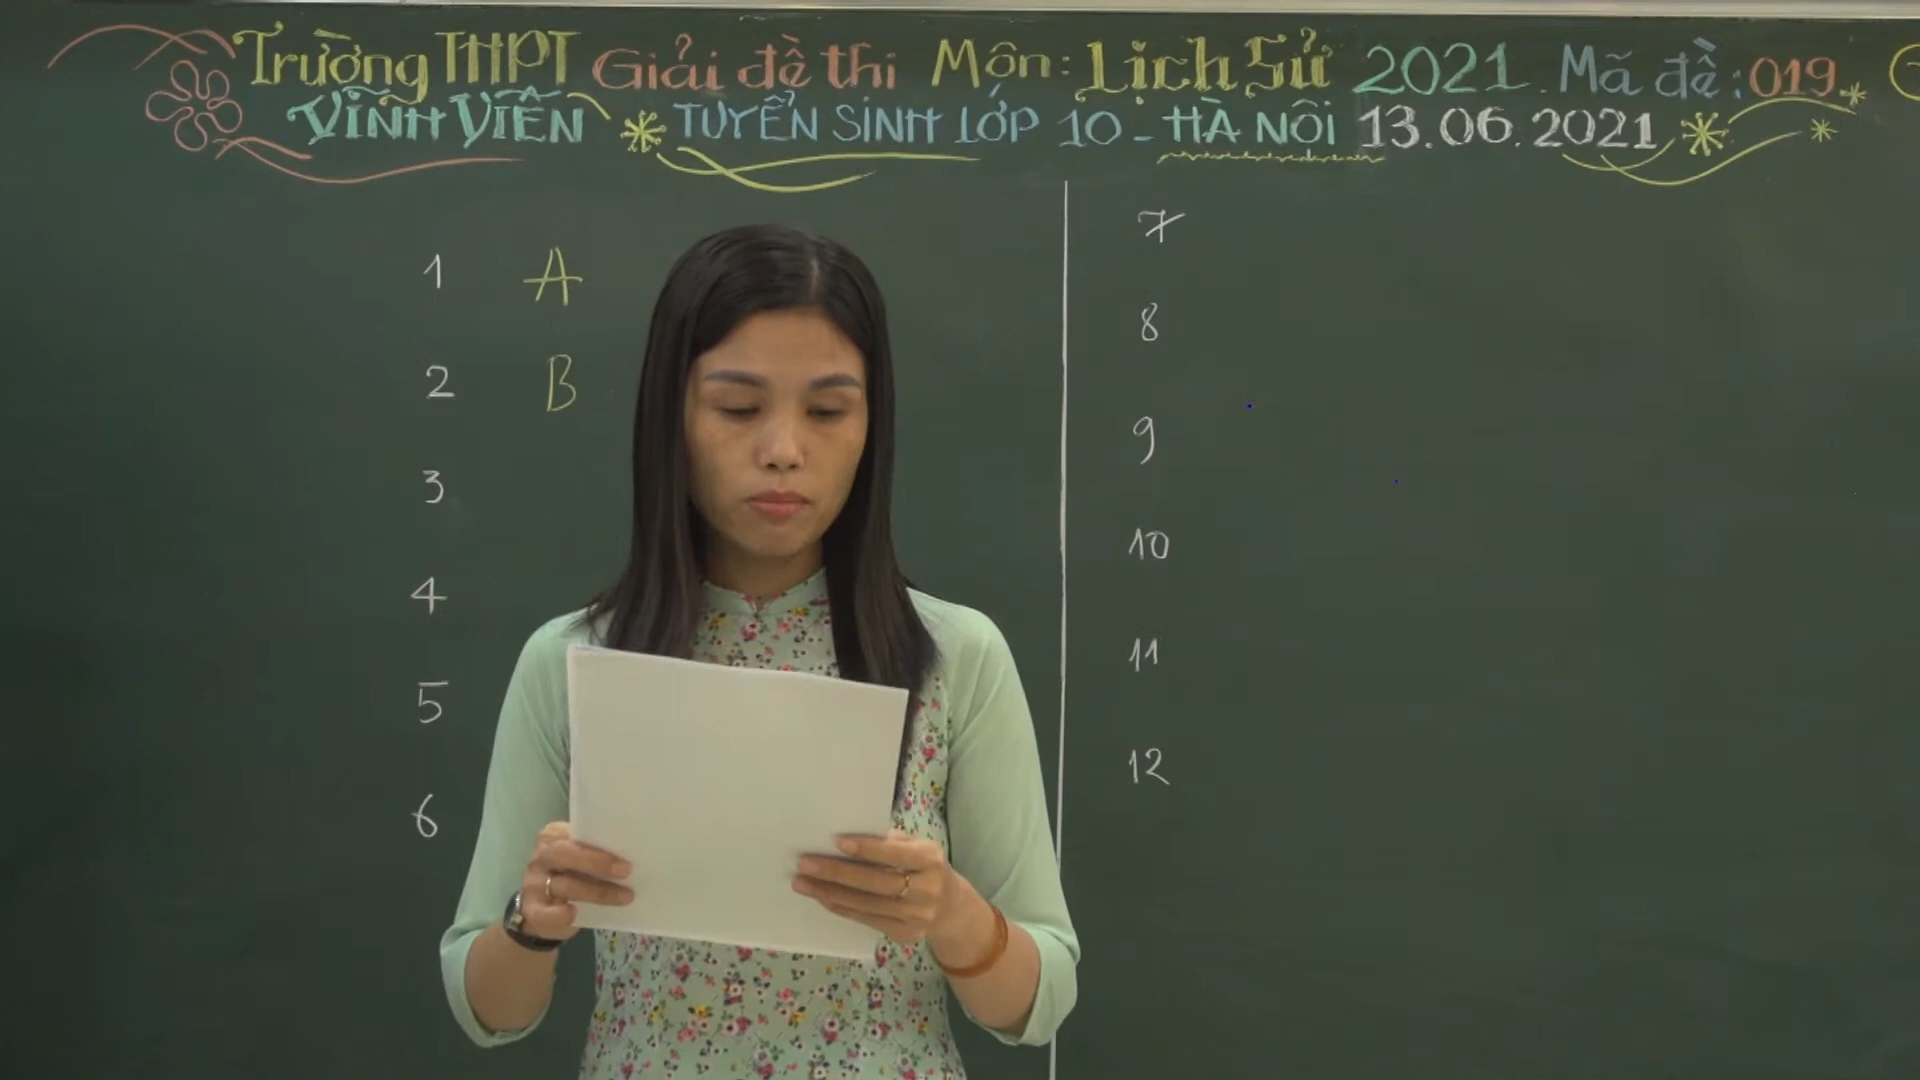 Trường THPT Giải đề thi Môn: Lịch Sử 2021. Mã đề: 019
VĨNH VIỄN TUYỂN SINH LỚP 10 - HÀ NỘI 13.06.2021
1 A
2 B
3
4
5
6
7
8
9
10
11
12